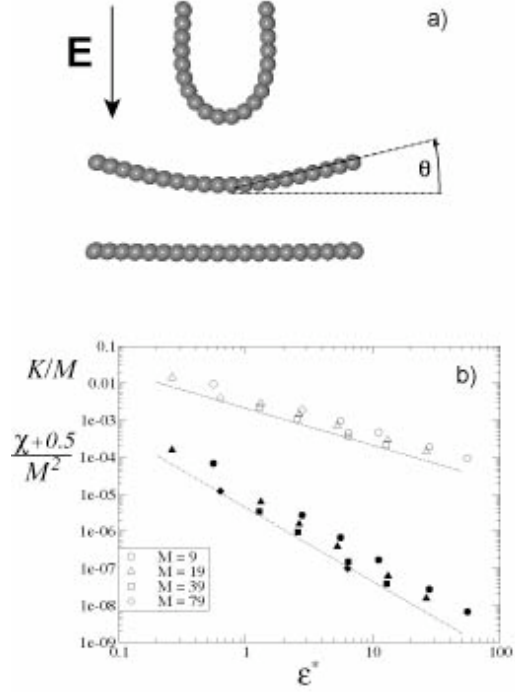 a)
E
θ
b)
0.1
K/M
0.01
1e-03
χ+0.5
M²
1e-04
1e-05
1e-06
1e-07
1e-08
1e-09
M = 9
M = 19
M = 39
M = 79
0.1
1
10
100
ε*